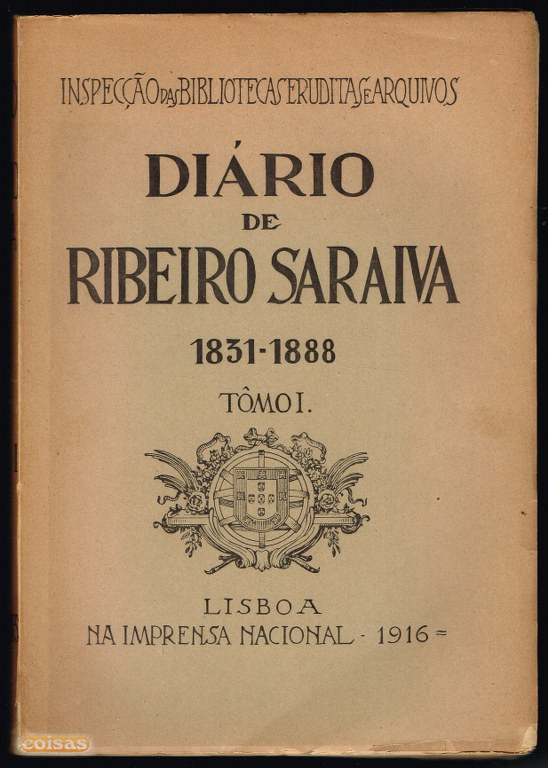 INSPECÇÃO DAS BIBLIOTECAS ERUDITAS E ARQUIVOS
DIÁRIO
DE
RIBEIRO SARAIVA
1831-1888
TÔMO I.
LISBOA
NA IMPRENSA NACIONAL - 1916 =
coisas